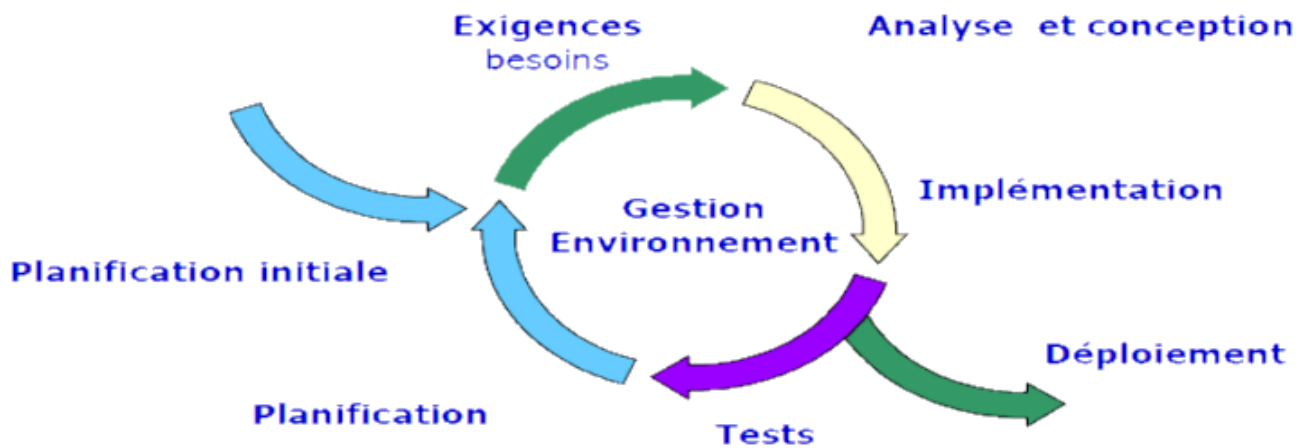 Exigences
besoins
Analyse et conception
Implémentation
Gestion
Environnement
Planification initiale
Déploiement
Planification
Tests